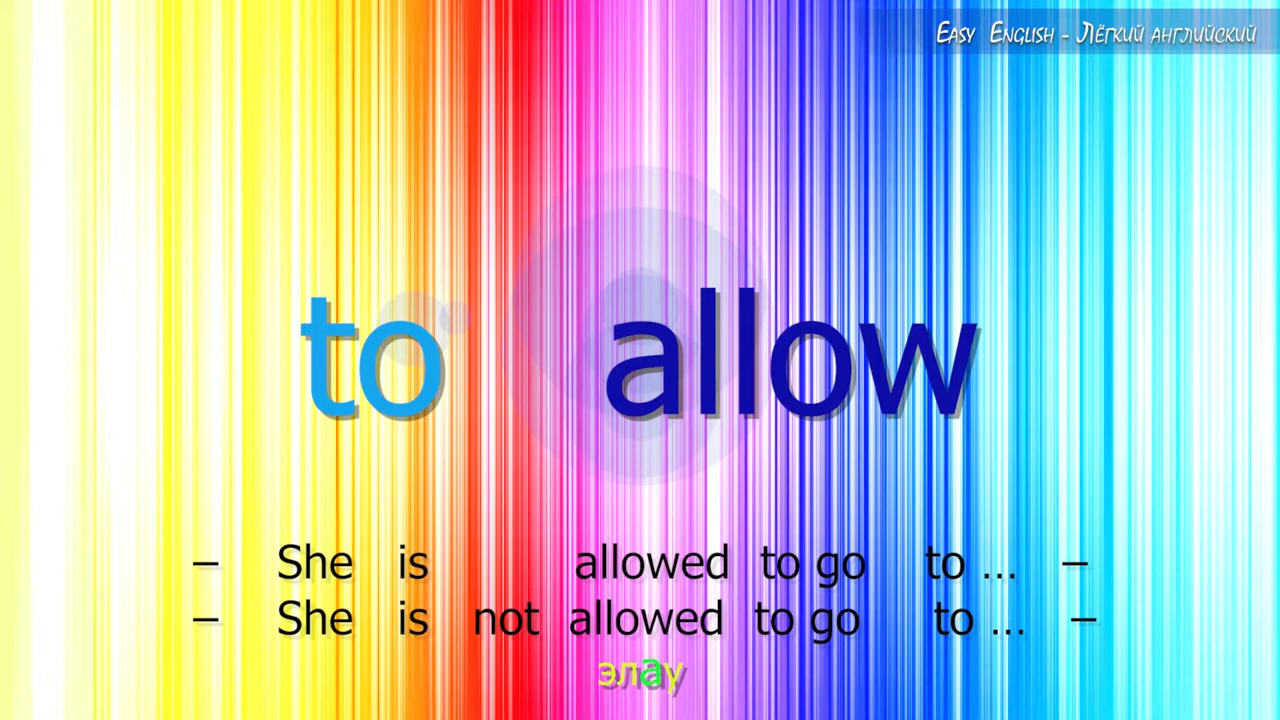 Easy English - Лёгкий английский
to allow
– She is allowed to go to ... –
– She is not allowed to go to ... –
элау